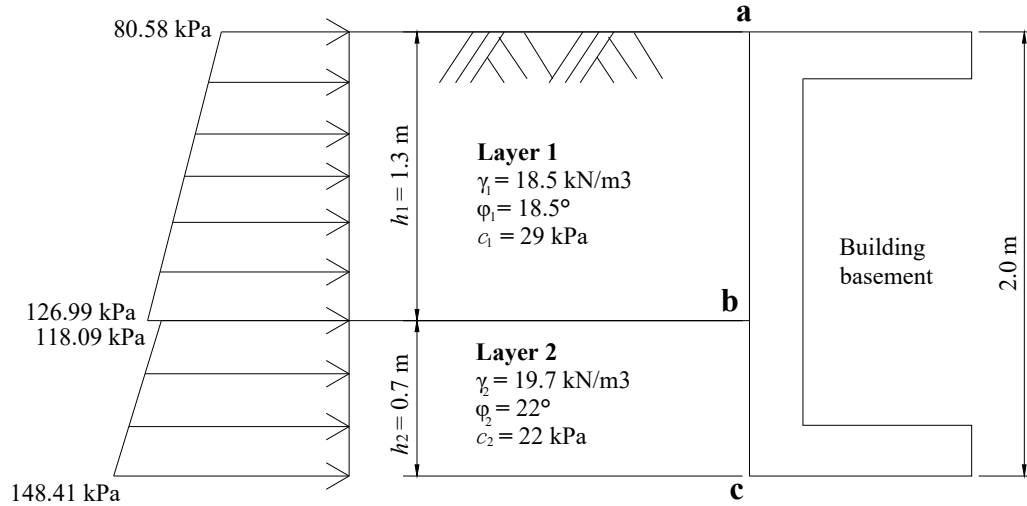 a
80.58 kPa
h₁ = 1.3 m
Layer 1
γ₁ = 18.5 kN/m3
φ₁ = 18.5°
c₁ = 29 kPa
Building
basement
2.0 m
126.99 kPa
b
118.09 kPa
h₂ = 0.7 m
Layer 2
γ₂ = 19.7 kN/m3
φ₂ = 22°
c₂ = 22 kPa
148.41 kPa
c